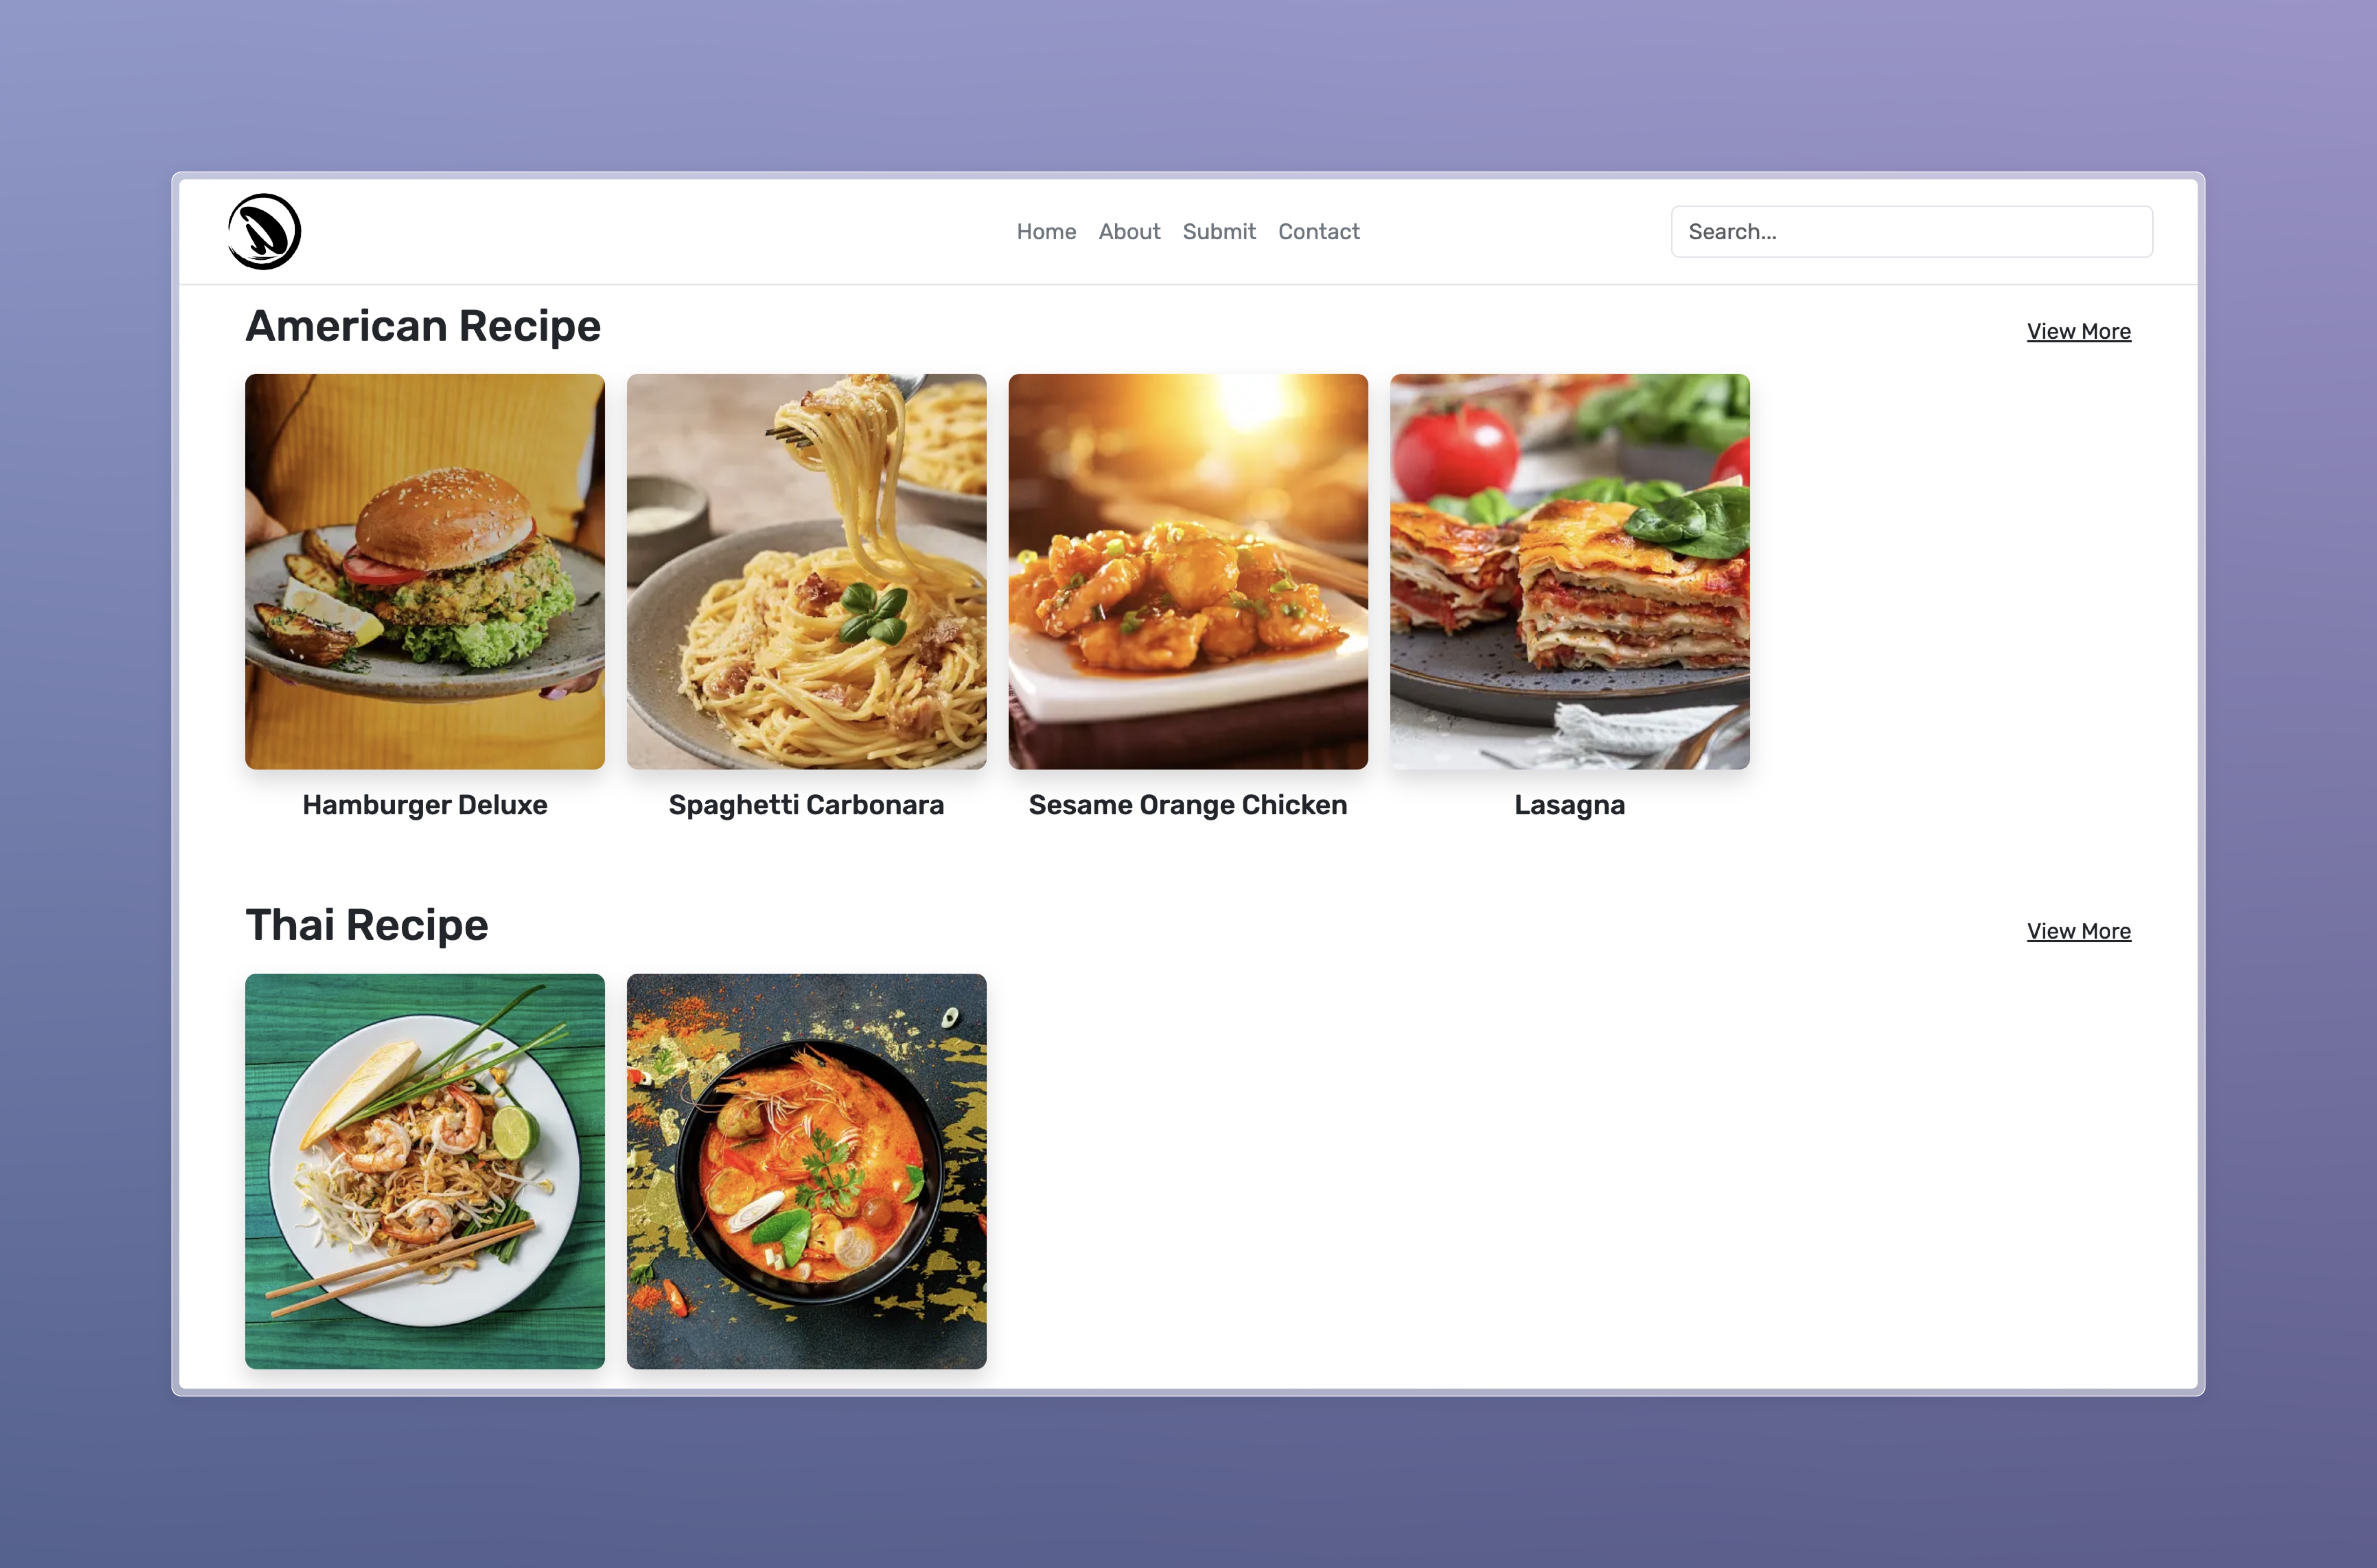 Home About Submit Contact Search...
American Recipe View More
Hamburger Deluxe Spaghetti Carbonara Sesame Orange Chicken Lasagna
Thai Recipe View More